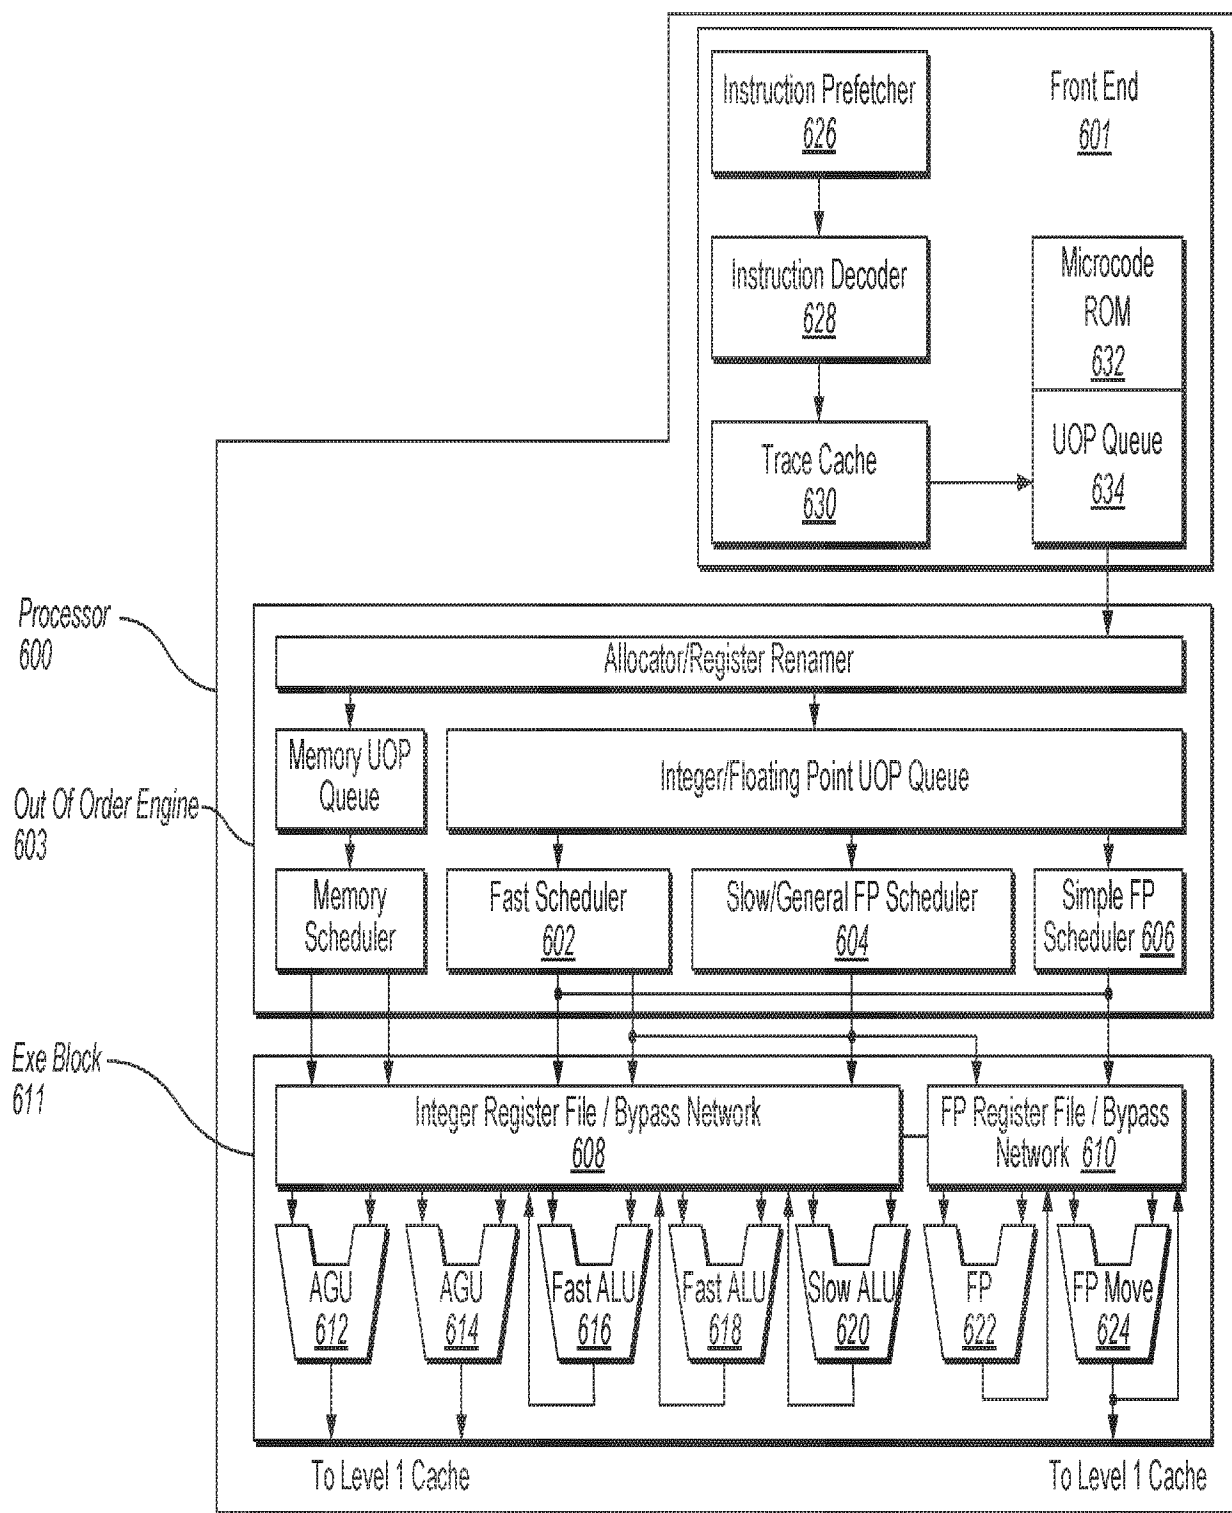 Instruction Prefetcher
626
Front End
601
Instruction Decoder
628
Microcode
ROM
632
Trace Cache
630
UOP Queue
634
Processor
600
Allocator/Register Renamer
Memory UOP
Queue
Integer/Floating Point UOP Queue
Out Of Order Engine
603
Memory
Scheduler
Fast Scheduler
602
Slow/General FP Scheduler
604
Simple FP
Scheduler 606
Exe Block
611
Integer Register File / Bypass Network
608
FP Register File / Bypass
Network 610
AGU
612
AGU
614
Fast ALU
616
Fast ALU
618
Slow ALU
620
FP
622
FP Move
624
To Level 1 Cache
To Level 1 Cache